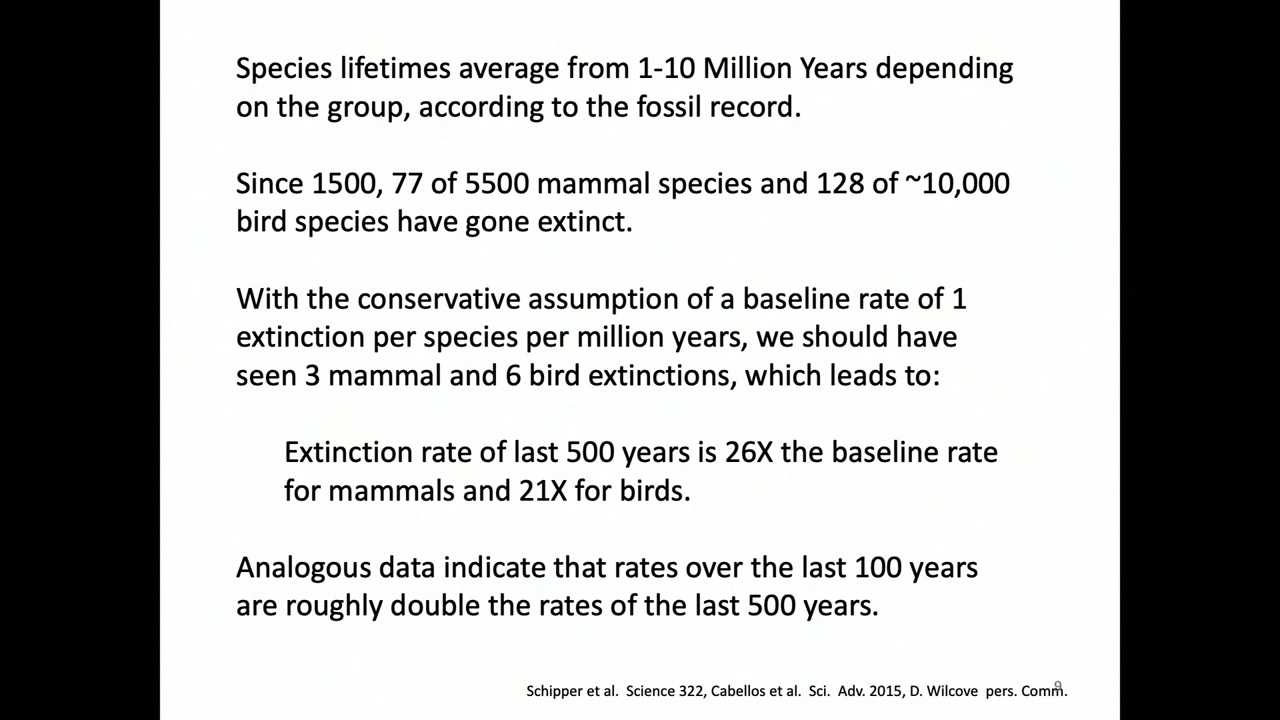 Species lifetimes average from 1-10 Million Years depending
on the group, according to the fossil record.
Since 1500, 77 of 5500 mammal species and 128 of ~10,000
bird species have gone extinct.
With the conservative assumption of a baseline rate of 1
extinction per species per million years, we should have
seen 3 mammal and 6 bird extinctions, which leads to:
Extinction rate of last 500 years is 26X the baseline rate
for mammals and 21X for birds.
Analogous data indicate that rates over the last 100 years
are roughly double the rates of the last 500 years.
Schipper et al. Science 322, Cabellos et al. Sci. Adv. 2015, D. Wilcove pers. Comm.
9